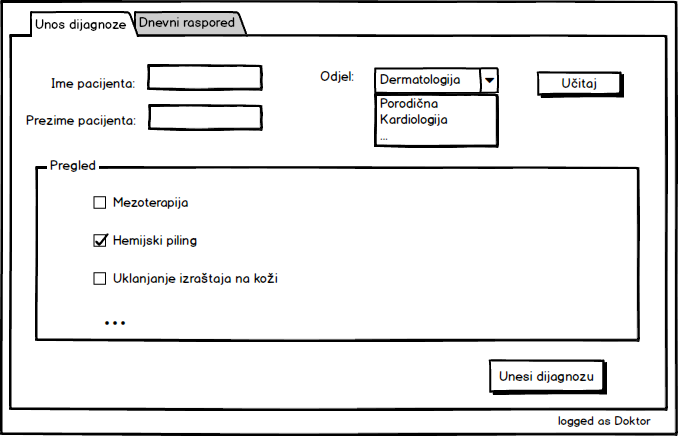 Unos dijagnoze
Dnevni raspored
Ime pacijenta:
Odjel:
Dermatologija
Učitaj
Porodična
Kardiologija
...
Prezime pacijenta:
Pregled
Mezoterapija
Hemijski piling
Uklanjanje izraštaja na koži
...
Unesi dijagnozu
logged as Doktor